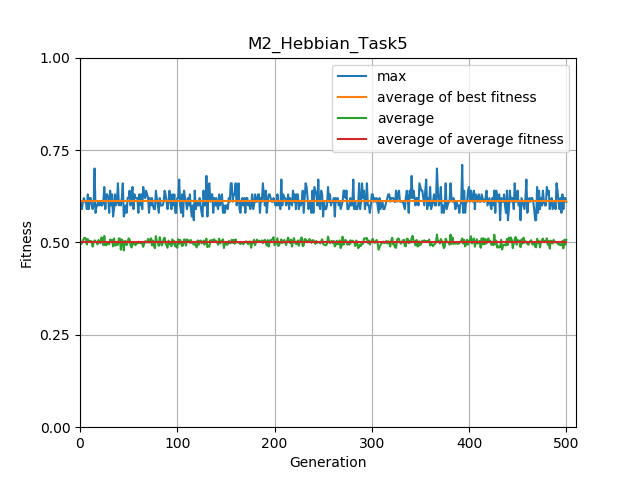 M2_Hebbian_Task5
max
average of best fitness
average
average of average fitness
1.00
0.75
0.50
0.25
0.00
Fitness
0 100 200 300 400 500
Generation